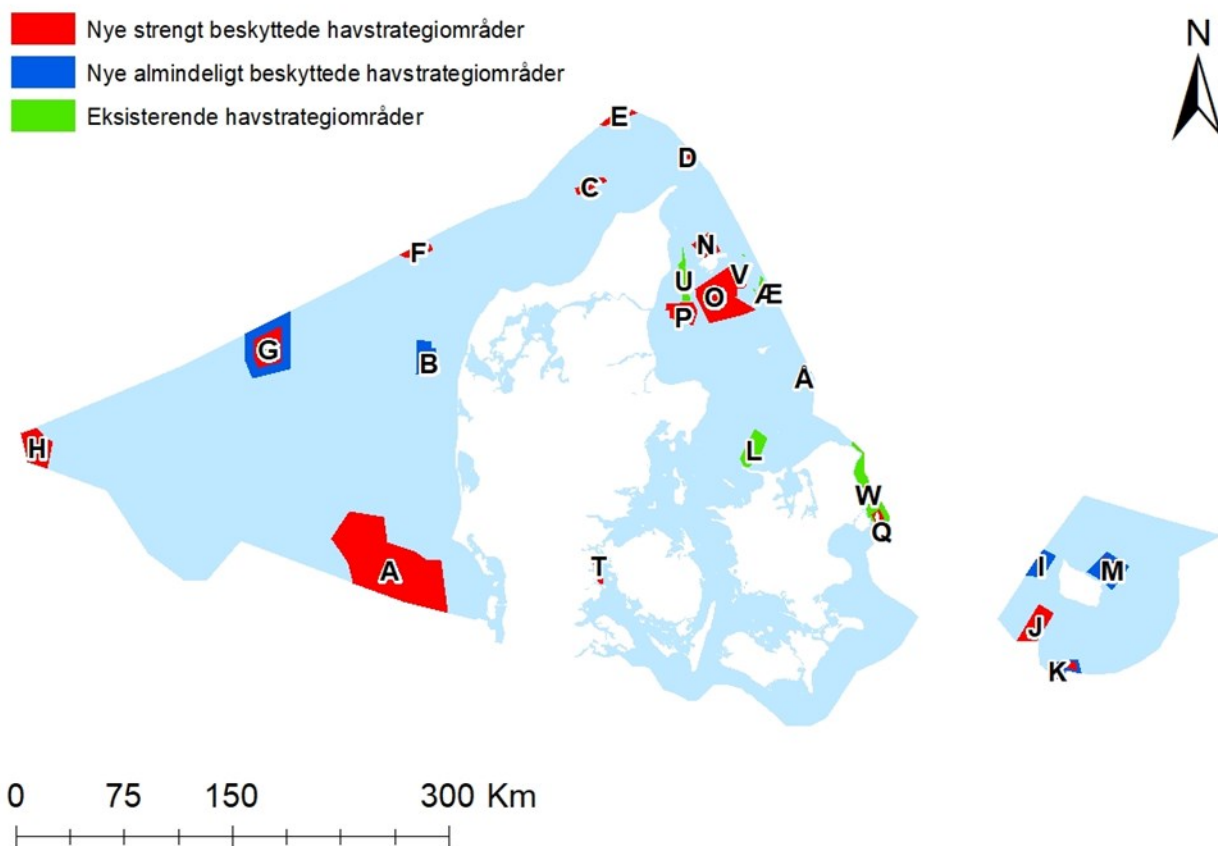 Nye strengt beskyttede havstrategiområder
Nye almindeligt beskyttede havstrategiområder
Eksisterende havstrategiområder
N
E
D
C
N
F
V
U
O
Æ
P
G
B
Å
H
L
W
Q
A
T
I
M
J
K
0 75 150 300 Km